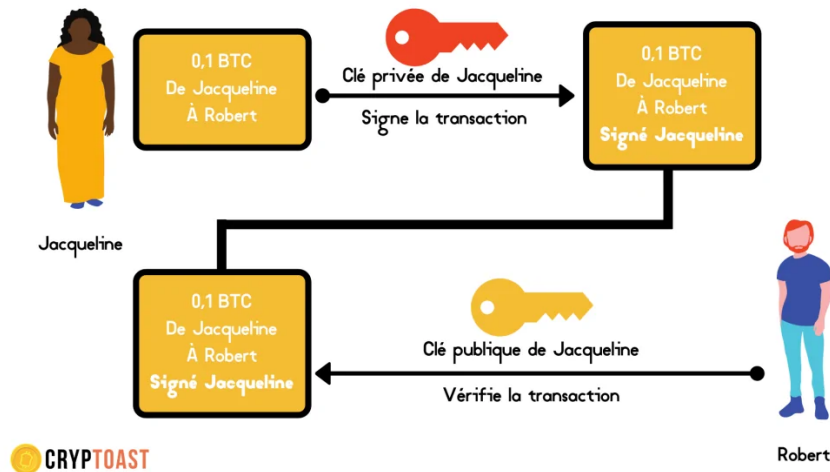 0,1 BTC
De Jacqueline
À Robert
Clé privée de Jacqueline
Signe la transaction
0,1 BTC
De Jacqueline
À Robert
Signé Jacqueline
Jacqueline
0,1 BTC
De Jacqueline
À Robert
Signé Jacqueline
Clé publique de Jacqueline
Vérifie la transaction
Robert
CRYPTOAST